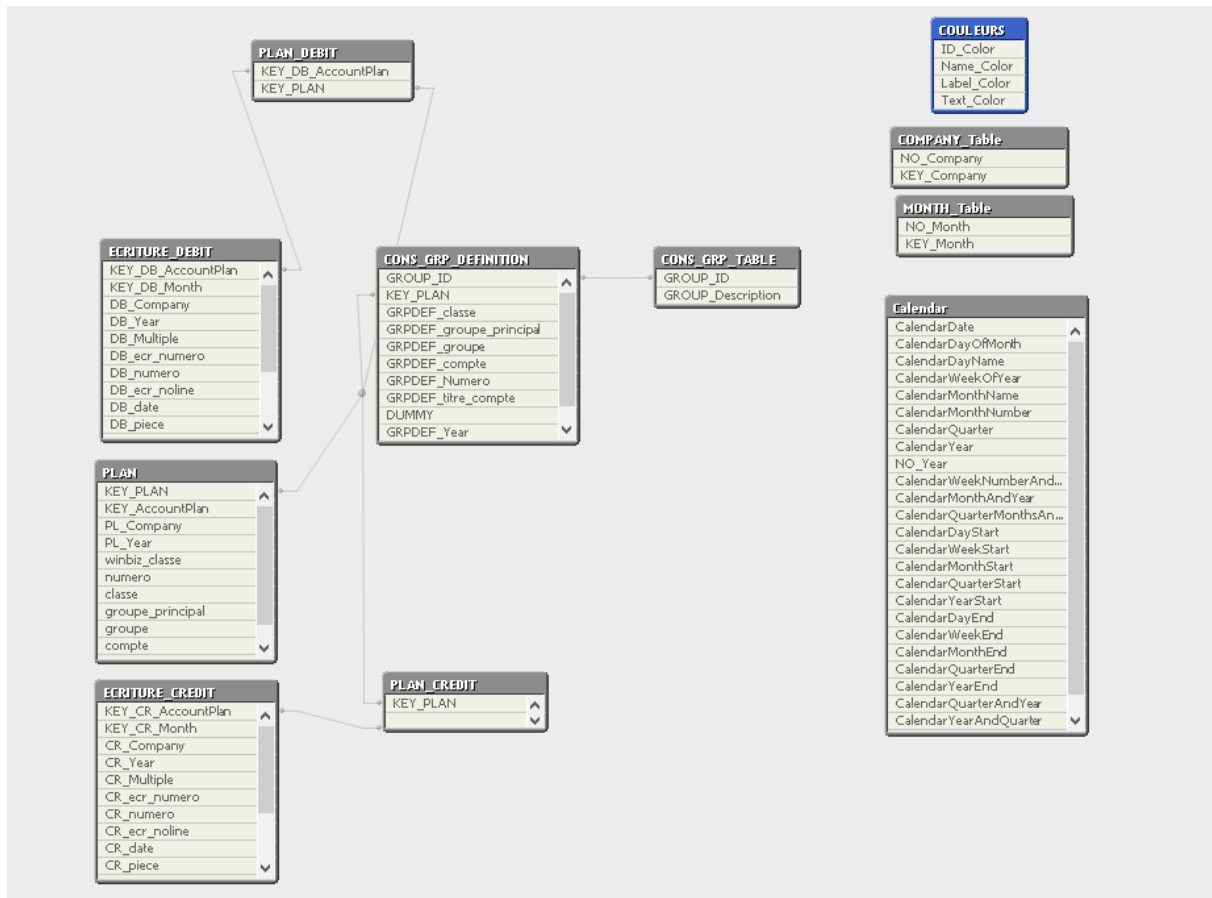 PLAN_DEBIT
KEY_DB_AccountPlan
KEY_PLAN
COULEURS
ID_Color
Name_Color
Label_Color
Text_Color
COMPANY_Table
NO_Company
KEY_Company
MONTH_Table
NO_Month
KEY_Month
ECRITURE_DEBIT
KEY_DB_AccountPlan
KEY_DB_Month
DB_Company
DB_Year
DB_Multiple
DB_ecr_numero
DB_numero
DB_ecr_noline
DB_date
DB_piece
CONS_GRP_DEFINITION
GROUP_ID
KEY_PLAN
GRPDEF_classe
GRPDEF_groupe_principal
GRPDEF_groupe
GRPDEF_compte
GRPDEF_Numero
GRPDEF_titre_compte
DUMMY
GRPDEF_Year
CONS_GRP_TABLE
GROUP_ID
GROUP_Description
Calendar
CalendarDate
CalendarDayOfMonth
CalendarDayName
CalendarWeekOfYear
CalendarMonthName
CalendarMonthNumber
CalendarQuarter
CalendarYear
NO_Year
CalendarWeekNumberAnd...
CalendarMonthAndYear
CalendarQuarterMonthsAn...
CalendarDayStart
CalendarWeekStart
CalendarMonthStart
CalendarQuarterStart
CalendarYearStart
CalendarDayEnd
CalendarWeekEnd
CalendarMonthEnd
CalendarQuarterEnd
CalendarYearEnd
CalendarQuarterAndYear
CalendarYearAndQuarter
PLAN
KEY_PLAN
KEY_AccountPlan
PL_Company
PL_Year
winbiz_classe
numero
classe
groupe_principal
groupe
compte
ECRITURE_CREDIT
KEY_CR_AccountPlan
KEY_CR_Month
CR_Company
CR_Year
CR_Multiple
CR_ecr_numero
CR_numero
CR_ecr_noline
CR_date
CR_piece
PLAN_CREDIT
KEY_PLAN